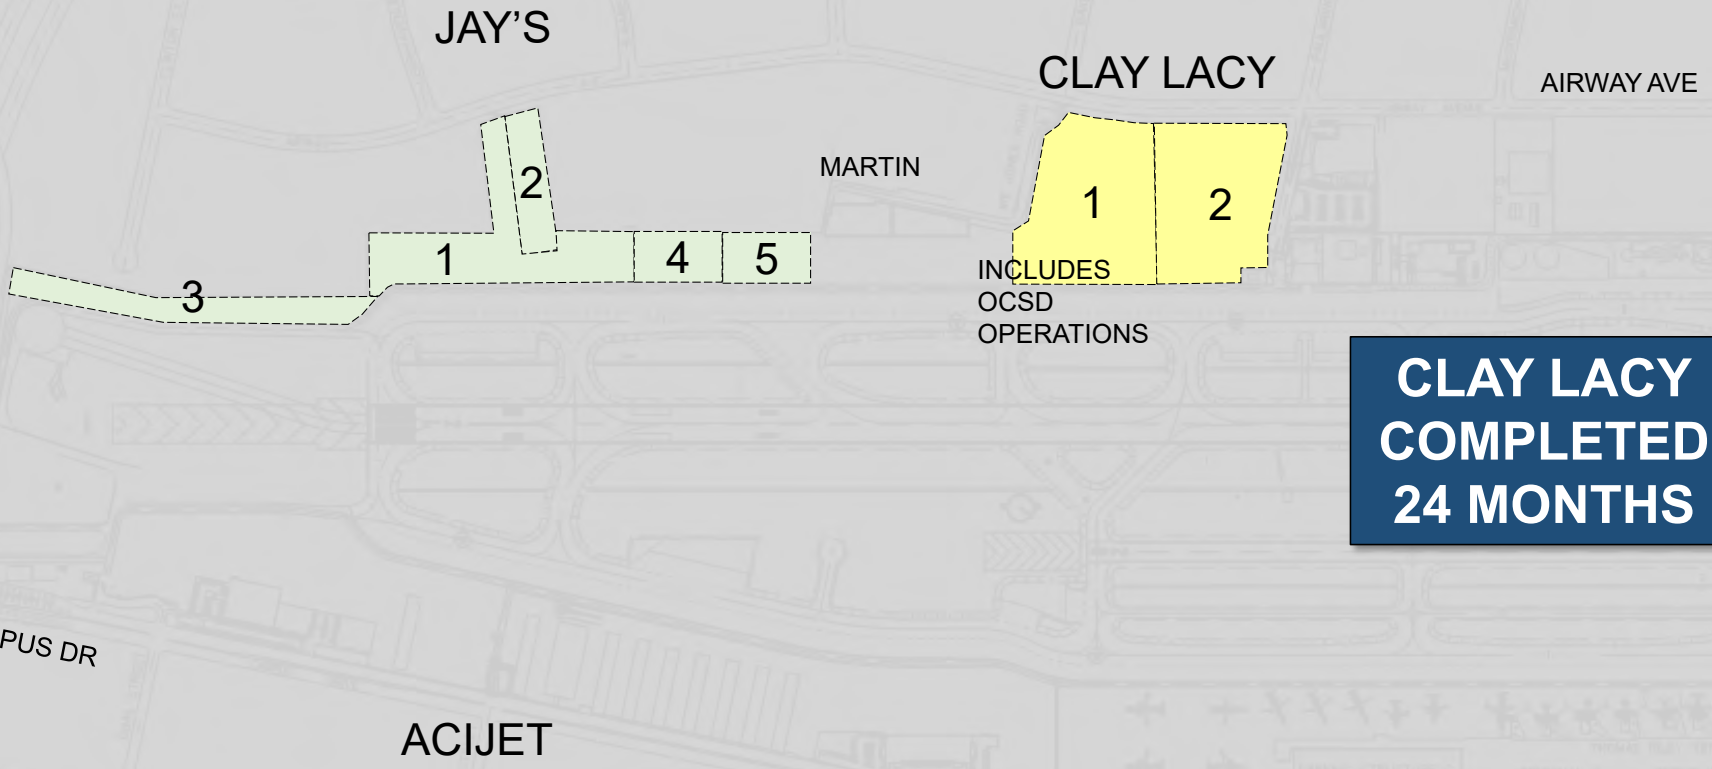 JAY’S
CLAY LACY
AIRWAY AVE
MARTIN
2
1
2
1
4
5
3
INCLUDES
OCSD
OPERATIONS
CLAY LACY
COMPLETED
24 MONTHS
PUS DR
ACIJET